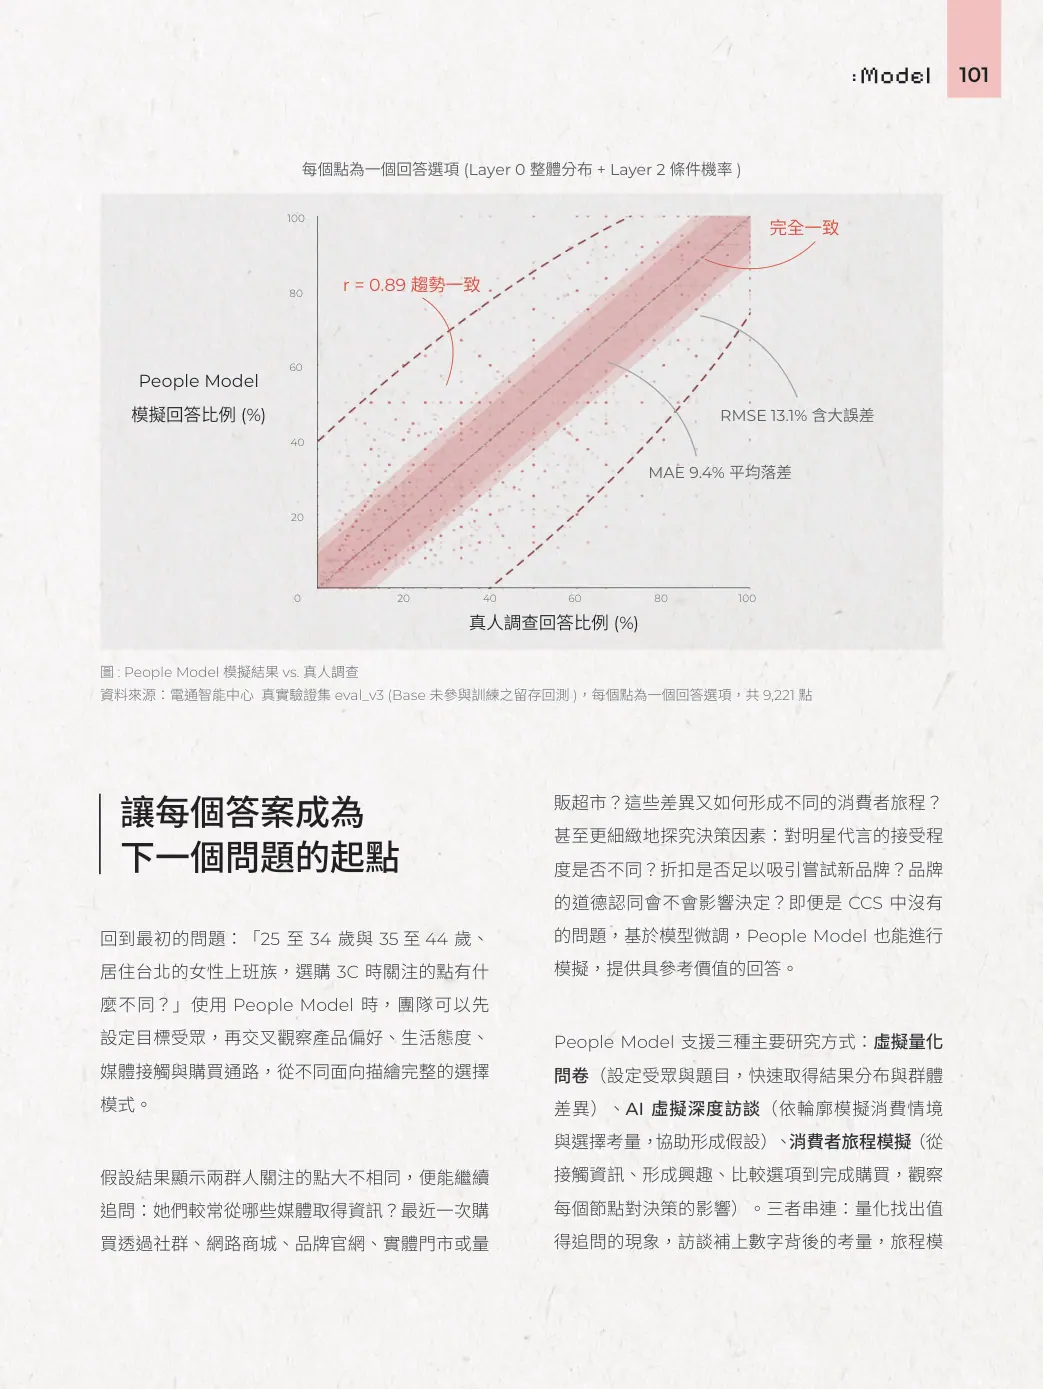 :Model
101
每個點為一個回答選項 (Layer 0 整體分布 + Layer 2 條件機率 )
100
完全一致
r = 0.89 趨勢一致
80
60
People Model
模擬回答比例 (%)
RMSE 13.1% 含大誤差
40
MAE 9.4% 平均落差
20
0
20
40
60
80
100
真人調查回答比例 (%)
圖 : People Model 模擬結果 vs. 真人調查
資料來源：電通智能中心 真實驗證集 eval_v3 (Base 未參與訓練之留存回測 )，每個點為一個回答選項，共 9,221 點
讓每個答案成為
下一個問題的起點
回到最初的問題：「25 至 34 歲與 35 至 44 歲、
居住台北的女性上班族，選購 3C 時關注的點有什
麼不同？」使用 People Model 時，團隊可以先
設定目標受眾，再交叉觀察產品偏好、生活態度、
媒體接觸與購買通路，從不同面向描繪完整的選擇
模式。
假設結果顯示兩群人關注的點大不相同，便能繼續
追問：她們較常從哪些媒體取得資訊？最近一次購
買透過社群、網路商城、品牌官網、實體門市或量
販超市？這些差異又如何形成不同的消費者旅程？
甚至更細緻地探究決策因素：對明星代言的接受程
度是否不同？折扣是否足以吸引嘗試新品牌？品牌
的道德認同會不會影響決定？即便是 CCS 中沒有
的問題，基於模型微調，People Model 也能進行
模擬，提供具參考價值的回答。
People Model 支援三種主要研究方式：虛擬量化
問卷（設定受眾與題目，快速取得結果分布與群體
差異）、AI 虛擬深度訪談（依輪廓模擬消費情境
與選擇考量，協助形成假設）、消費者旅程模擬（從
接觸資訊、形成興趣、比較選項到完成購買，觀察
每個節點對決策的影響）。三者串連：量化找出值
得追問的現象，訪談補上數字背後的考量，旅程模